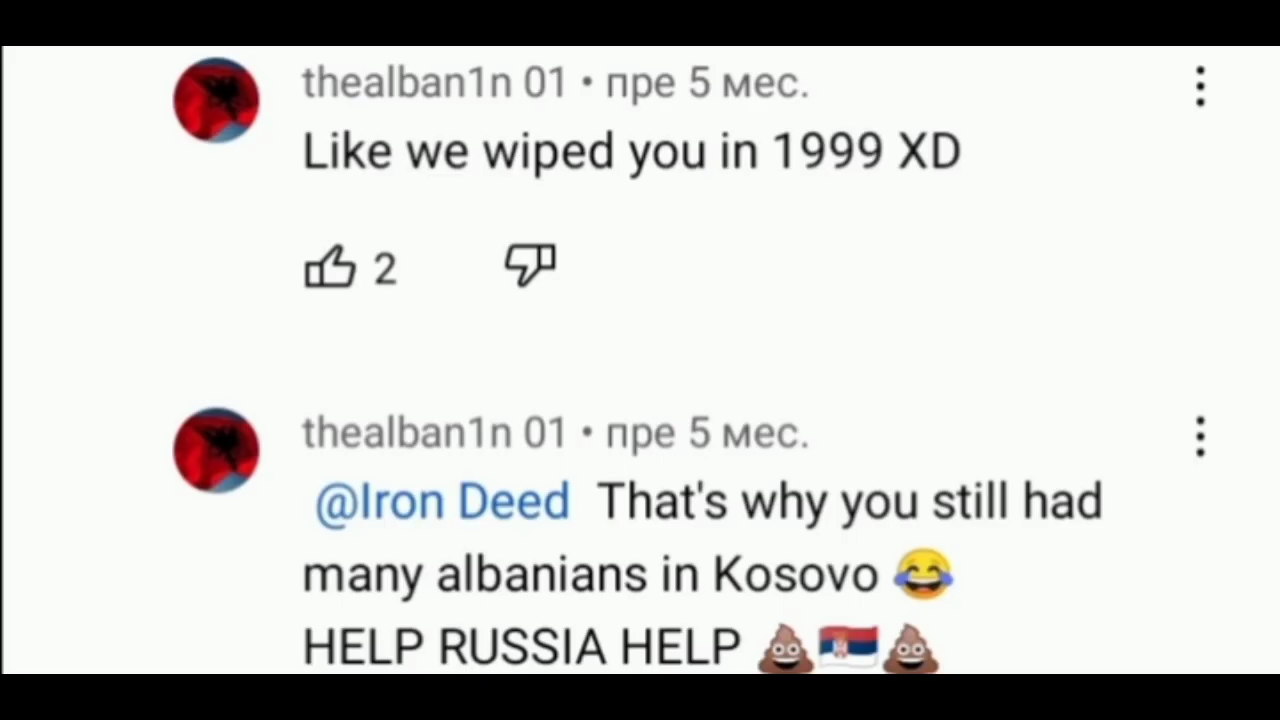 thealban1n 01 • пре 5 мес.
Like we wiped you in 1999 XD
2
thealban1n 01 • пре 5 мес.
@Iron Deed That's why you still had
many albanians in Kosovo 😂
HELP RUSSIA HELP 💩🇷🇸💩